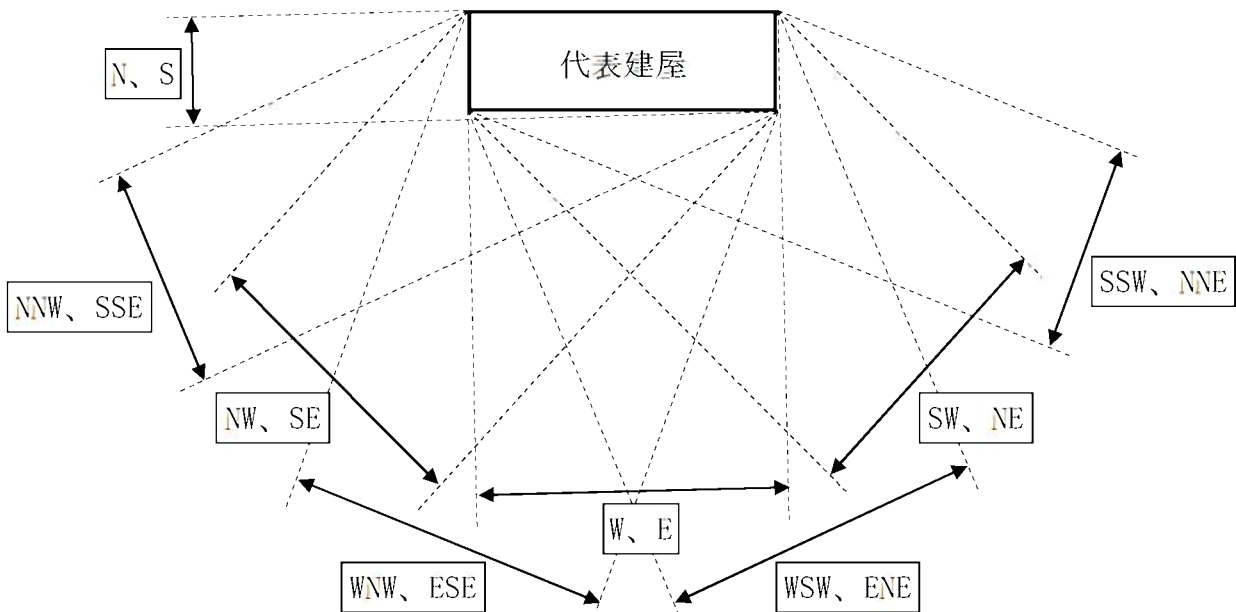 代表建屋
N、S
NNW、SSE
SSW、NNE
NW、SE
SW、NE
W、E
WNW、ESE
WSW、ENE